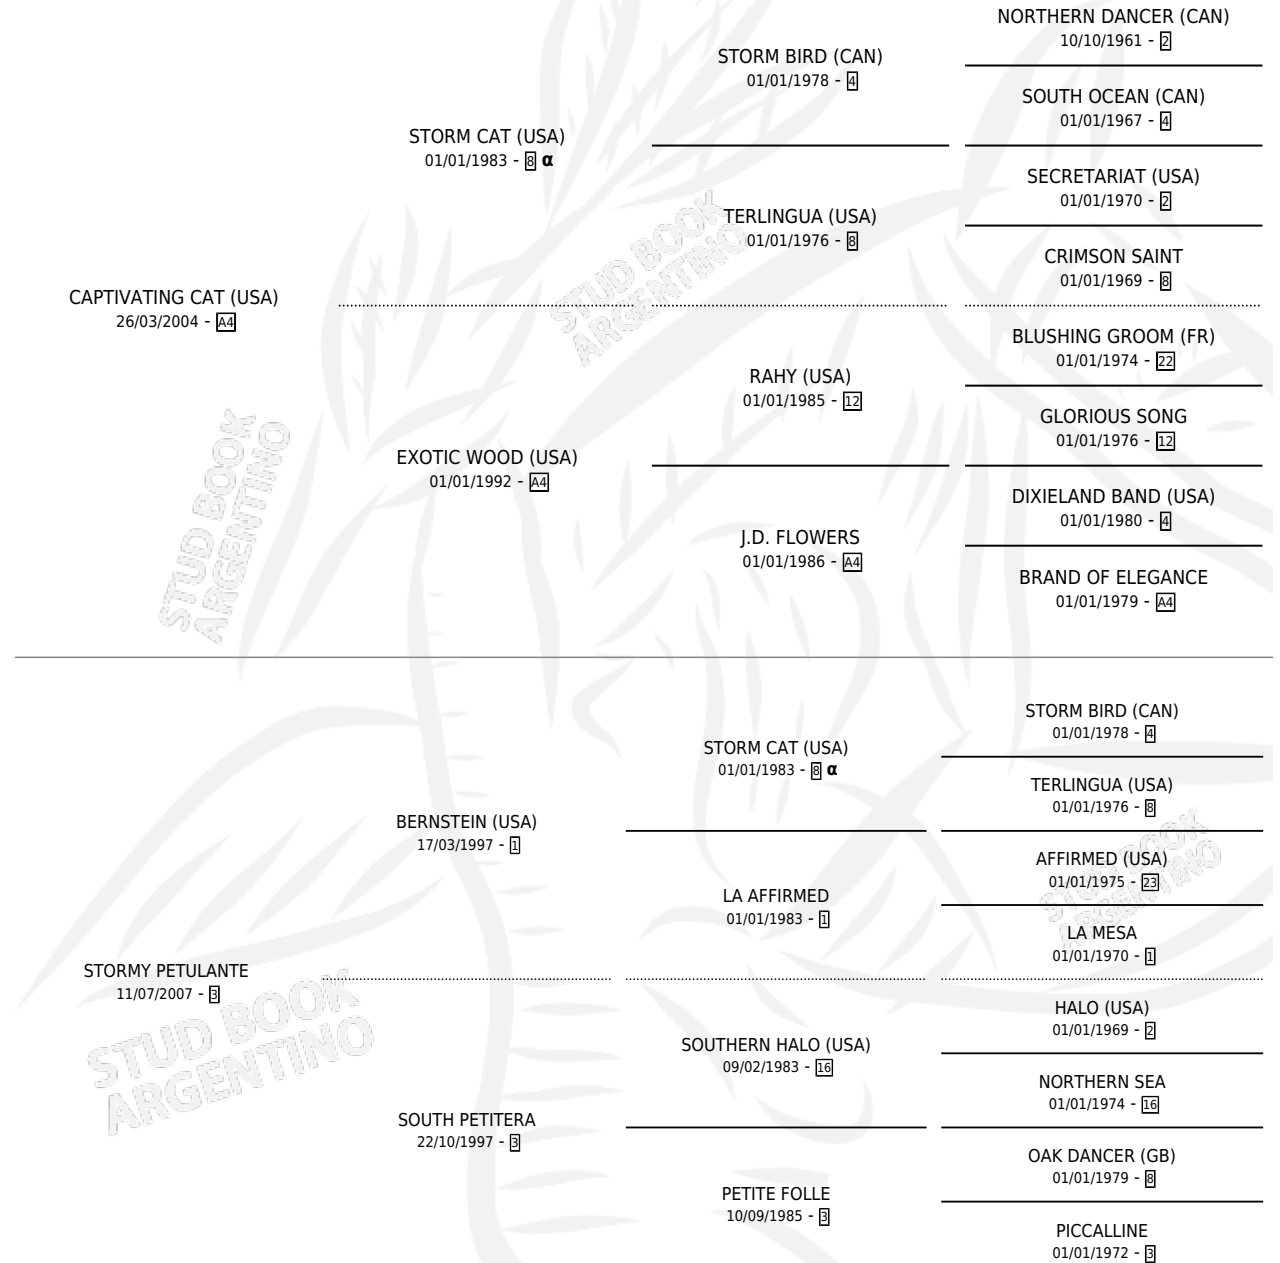 NORTHERN DANCER (CAN)
10/10/1961 - 2
STORM BIRD (CAN)
01/01/1978 - 4
SOUTH OCEAN (CAN)
01/01/1967 - 4
STORM CAT (USA)
01/01/1983 - 8 α
SECRETARIAT (USA)
01/01/1970 - 2
TERLINGUA (USA)
01/01/1976 - 8
CRIMSON SAINT
01/01/1969 - 8
CAPTIVATING CAT (USA)
26/03/2004 - A4
BLUSHING GROOM (FR)
01/01/1974 - 22
RAHY (USA)
01/01/1985 - 12
GLORIOUS SONG
01/01/1976 - 12
EXOTIC WOOD (USA)
01/01/1992 - A4
DIXIELAND BAND (USA)
01/01/1980 - 4
J.D. FLOWERS
01/01/1986 - A4
BRAND OF ELEGANCE
01/01/1979 - A4
STORM BIRD (CAN)
01/01/1978 - 4
STORM CAT (USA)
01/01/1983 - 8 α
TERLINGUA (USA)
01/01/1976 - 8
BERNSTEIN (USA)
17/03/1997 - 1
AFFIRMED (USA)
01/01/1975 - 23
LA AFFIRMED
01/01/1983 - 1
LA MESA
01/01/1970 - 1
STORMY PETULANTE
11/07/2007 - 3
HALO (USA)
01/01/1969 - 2
SOUTHERN HALO (USA)
09/02/1983 - 16
NORTHERN SEA
01/01/1974 - 16
SOUTH PETITERA
22/10/1997 - 3
OAK DANCER (GB)
01/01/1979 - 8
PETITE FOLLE
10/09/1985 - 3
PICCALLINE
01/01/1972 - 3
STUD BOOK
ARGENTINO
STUD BOOK
ARGENTINO
STUD BOOK
ARGENTINO
STUD BOOK
ARGENTINO